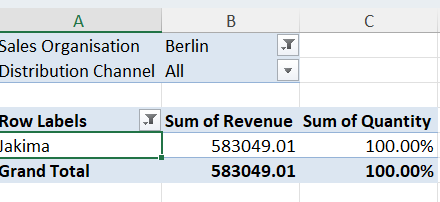 A B C
Sales Organisation Berlin
Distribution Channel All
Row Labels Sum of Revenue Sum of Quantity
Jakima 583049.01 100.00%
Grand Total 583049.01 100.00%